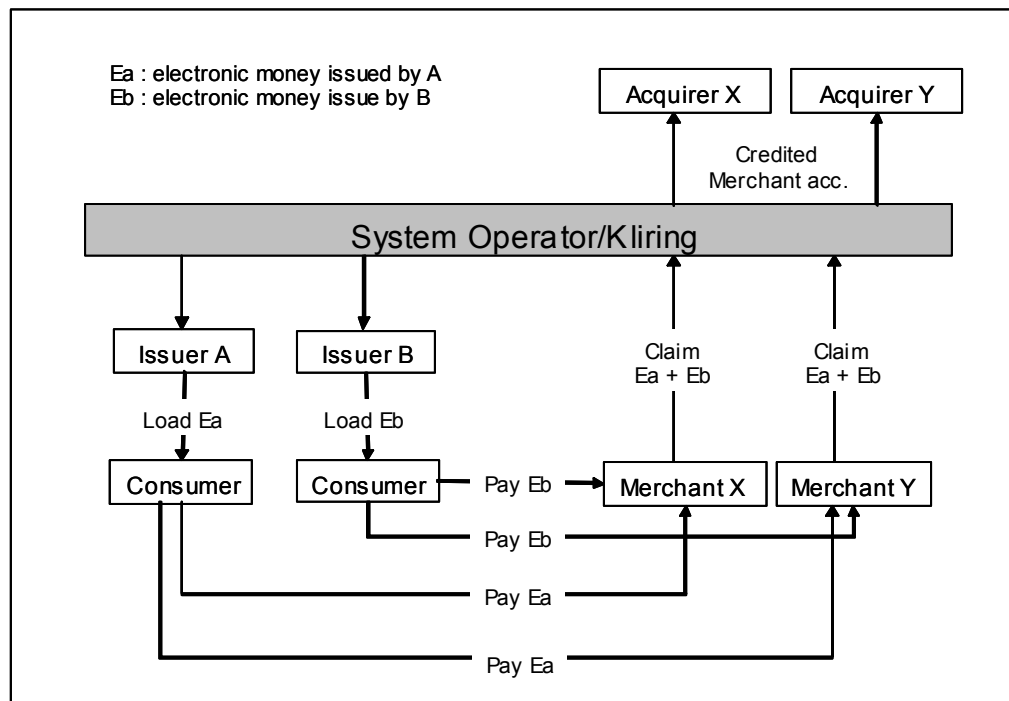 Ea : electronic money issued by A
Eb : electronic money issue by B
Acquirer X
Acquirer Y
Credited
Merchant acc.
System Operator/Kliring
Issuer A
Issuer B
Claim
Ea + Eb
Claim
Ea + Eb
Load Ea
Load Eb
Consumer
Consumer
Pay Eb
Merchant X
Merchant Y
Pay Eb
Pay Ea
Pay Ea